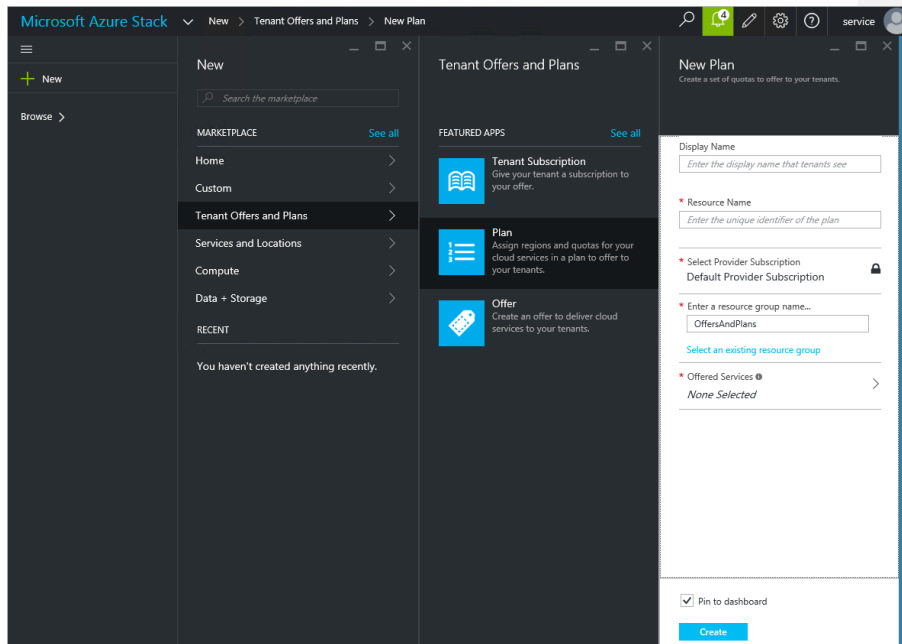 Microsoft Azure Stack New > Tenant Offers and Plans > New Plan 4 service
New
Browse >
New
Search the marketplace
MARKETPLACE See all
Home
Custom
Tenant Offers and Plans
Services and Locations
Compute
Data + Storage
RECENT
You haven't created anything recently.
Tenant Offers and Plans
FEATURED APPS See all
Tenant Subscription
Give your tenant a subscription to
your offer.
1
2
3
Plan
Assign regions and quotas for your
cloud services in a plan to offer to
your tenants.
Offer
Create an offer to deliver cloud
services to your tenants.
New Plan
Create a set of quotas to offer to your tenants.
Display Name
Enter the display name that tenants see
* Resource Name
Enter the unique identifier of the plan
* Select Provider Subscription
Default Provider Subscription
* Enter a resource group name...
OffersAndPlans
Select an existing resource group
* Offered Services
None Selected
Pin to dashboard
Create